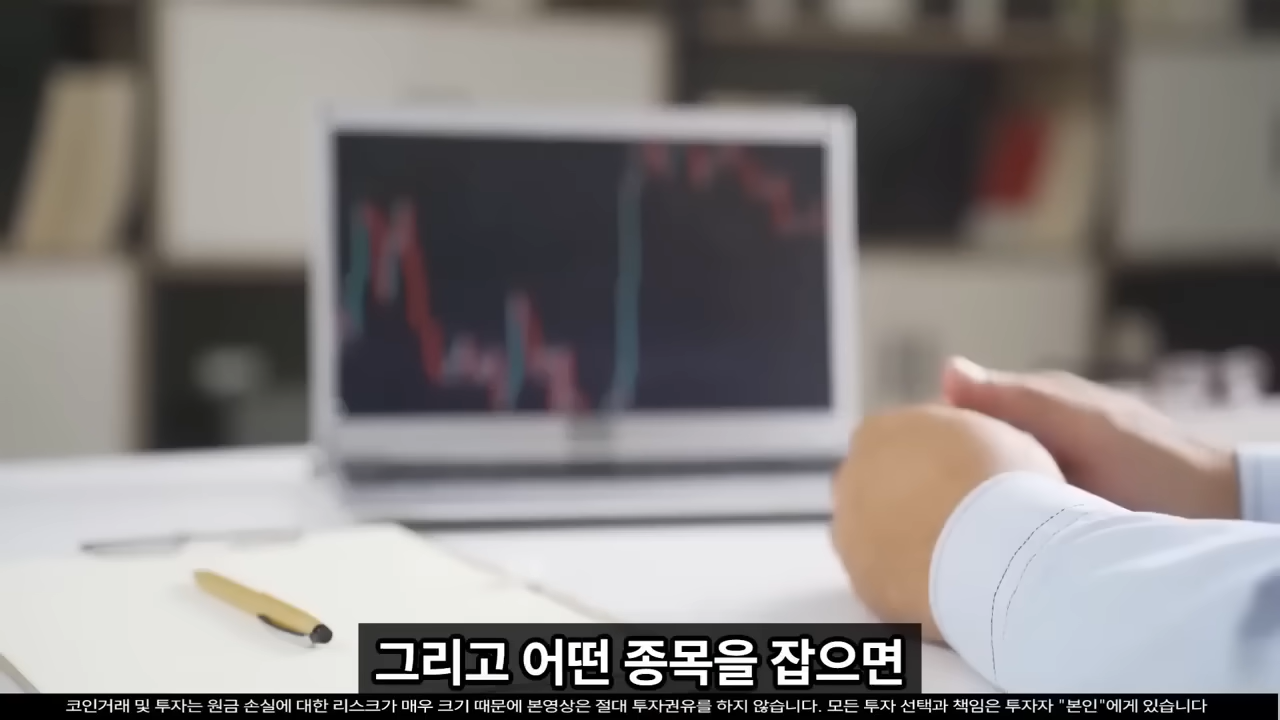 그리고 어떤 종목을 잡으면
코인거래 및 투자는 원금 손실에 대한 리스크가 매우 크기 때문에 본영상은 절대 투자권유를 하지 않습니다. 모든 투자 선택과 책임은 투자자 "본인"에게 있습니다